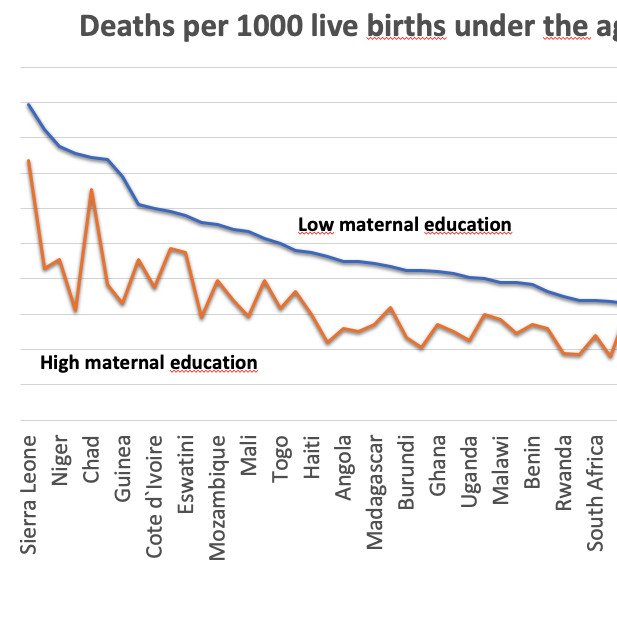 Deaths per 1000 live births under the
Low maternal education
High maternal education
Sierra Leone
Niger
Chad
Guinea
Cote d`Ivoire
Eswatini
Mozambique
Mali
Togo
Haiti
Angola
Madagascar
Burundi
Ghana
Uganda
Malawi
Benin
Rwanda
South Africa